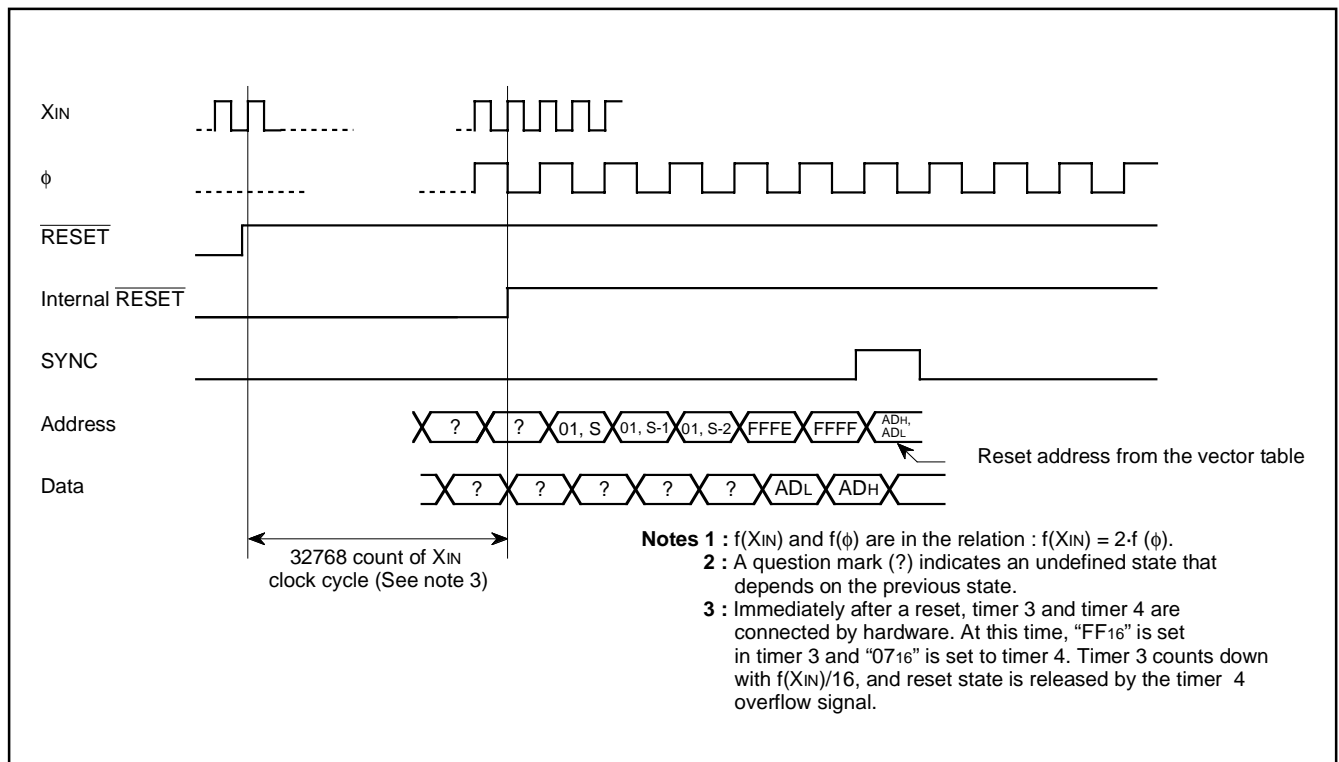 XIN
ϕ
RESET
Internal RESET
SYNC
Address
? ? 01, S 01, S-1 01, S-2 FFFE FFFF ADH,
ADL
Reset address from the vector table
Data
? ? ? ? ? ADL ADH
32768 count of XIN
clock cycle (See note 3)
Notes 1 : f(XIN) and f(ϕ) are in the relation : f(XIN) = 2·f (ϕ).
2 : A question mark (?) indicates an undefined state that
depends on the previous state.
3 : Immediately after a reset, timer 3 and timer 4 are
connected by hardware. At this time, “FF16” is set
in timer 3 and “0716” is set to timer 4. Timer 3 counts down
with f(XIN)/16, and reset state is released by the timer 4
overflow signal.